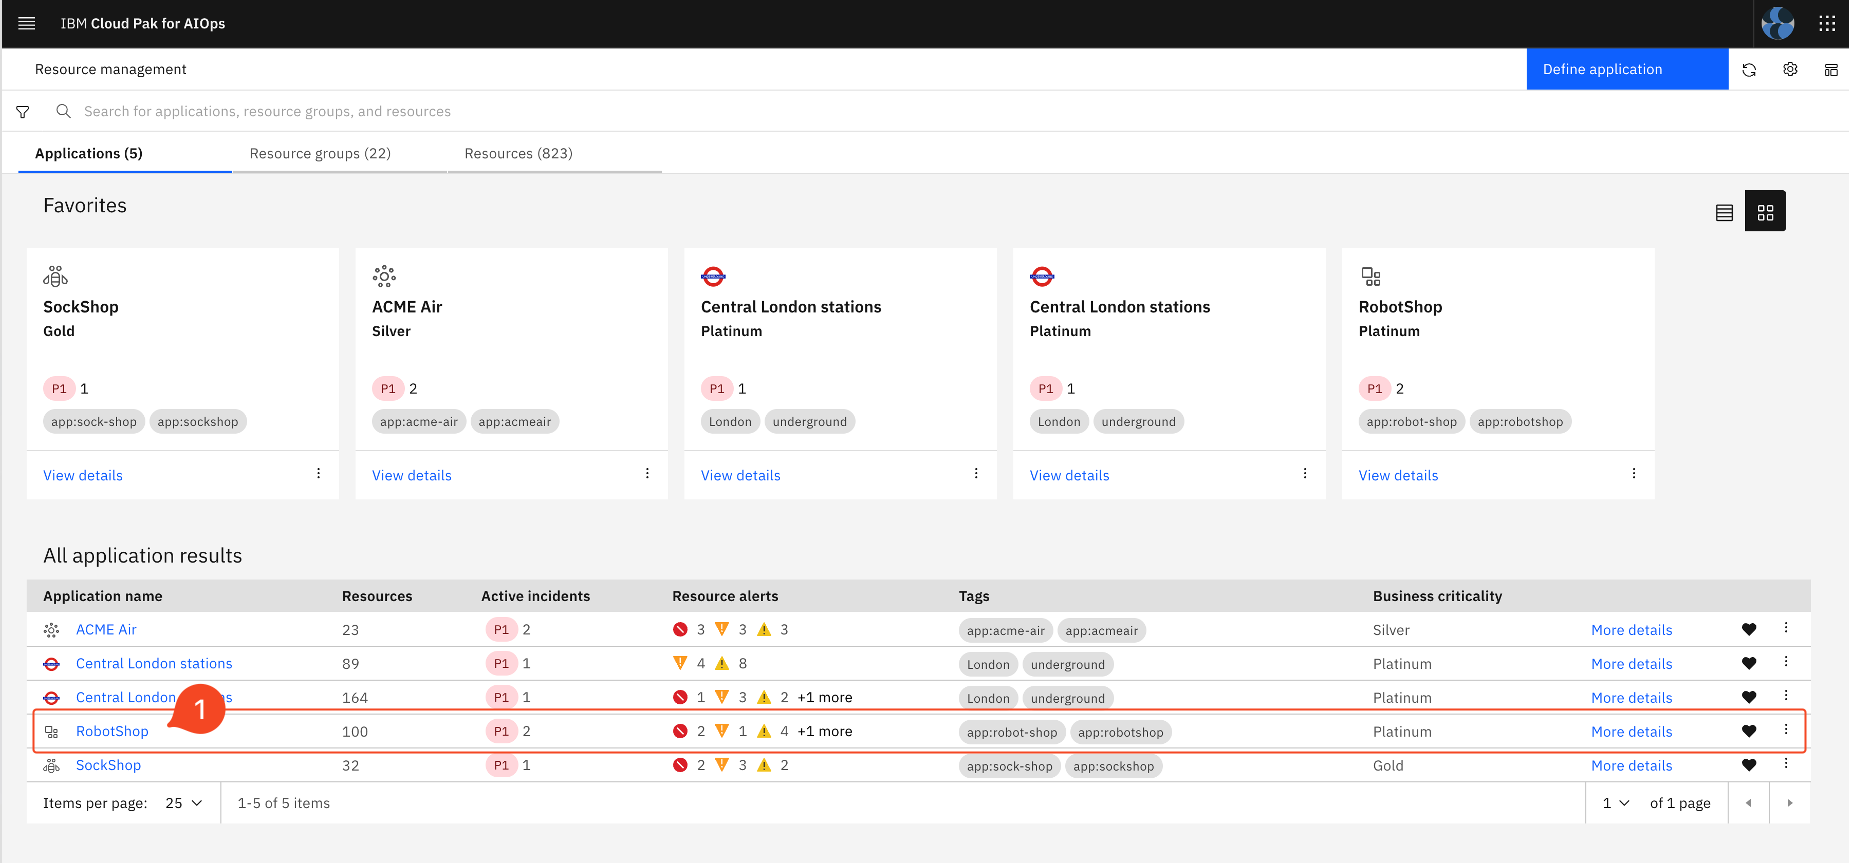 IBM Cloud Pak for AIOps
Resource management
Define application
Search for applications, resource groups, and resources
Applications (5)
Resource groups (22)
Resources (823)
Favorites
SockShop
Gold
P1 1
app:sock-shop app:sockshop
View details
ACME Air
Silver
P1 2
app:acme-air app:acmeair
View details
Central London stations
Platinum
P1 1
London underground
View details
Central London stations
Platinum
P1 1
London underground
View details
RobotShop
Platinum
P1 2
app:robot-shop app:robotshop
View details
All application results
Application name Resources Active incidents Resource alerts Tags Business criticality
ACME Air 23 P1 2 3 3 3 app:acme-air app:acmeair Silver More details
Central London stations 89 P1 1 4 8 London underground Platinum More details
Central London s 164 P1 1 1 3 2 +1 more London underground Platinum More details
1
RobotShop 100 P1 2 2 1 4 +1 more app:robot-shop app:robotshop Platinum More details
SockShop 32 P1 1 2 3 2 app:sock-shop app:sockshop Gold More details
Items per page: 25 1-5 of 5 items 1 of 1 page